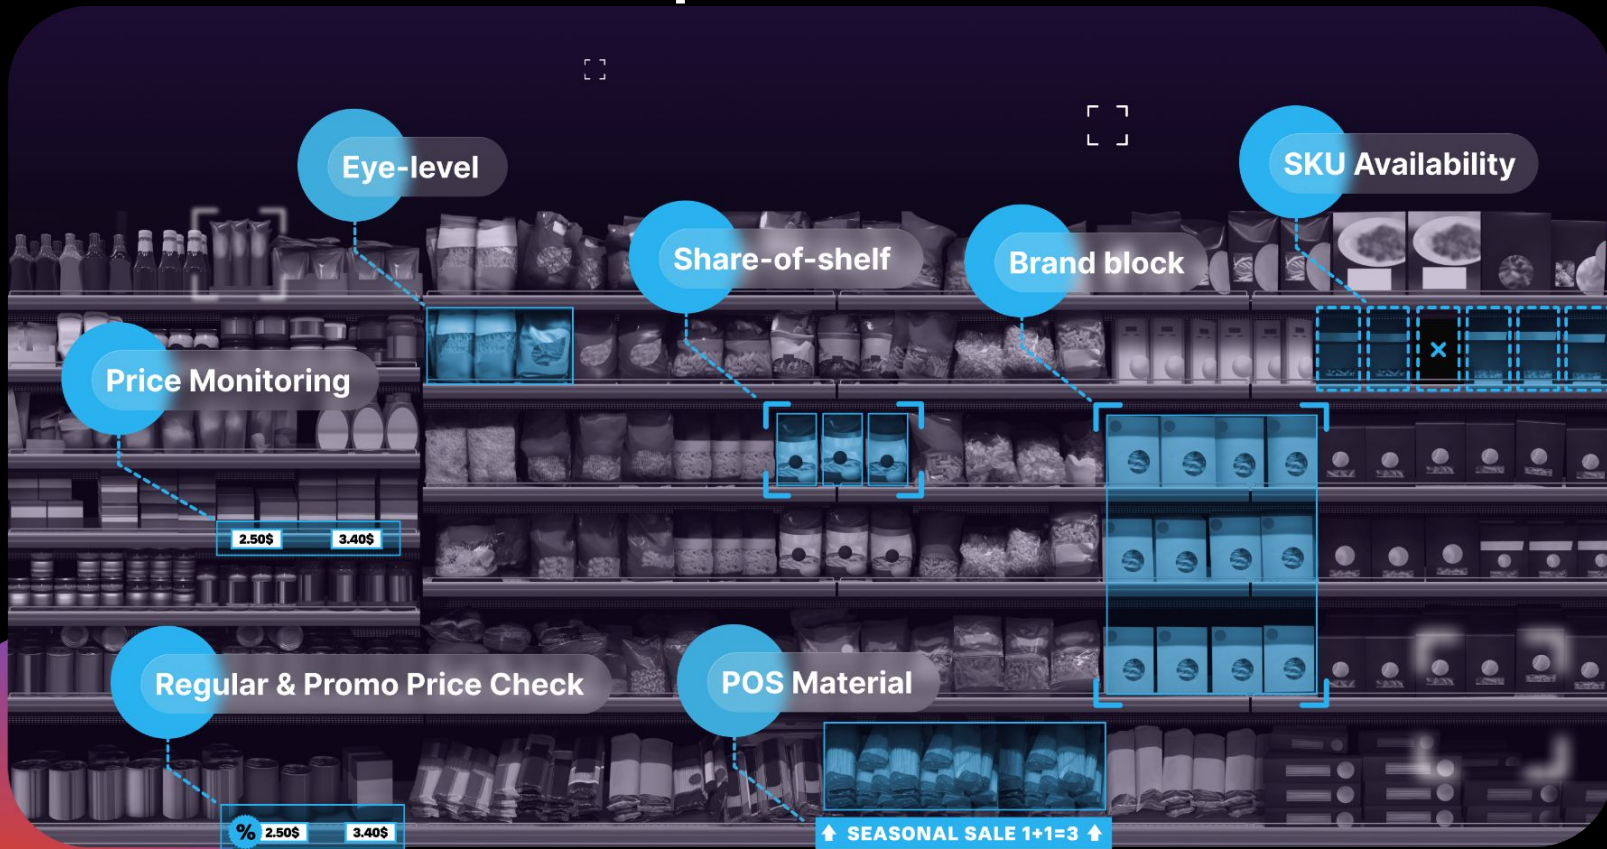 Eye-level
SKU Availability
Share-of-shelf
Brand block
Price Monitoring
2.50$ 3.40$
Regular & Promo Price Check
POS Material
% 2.50$ 3.40$
SEASONAL SALE 1+1=3